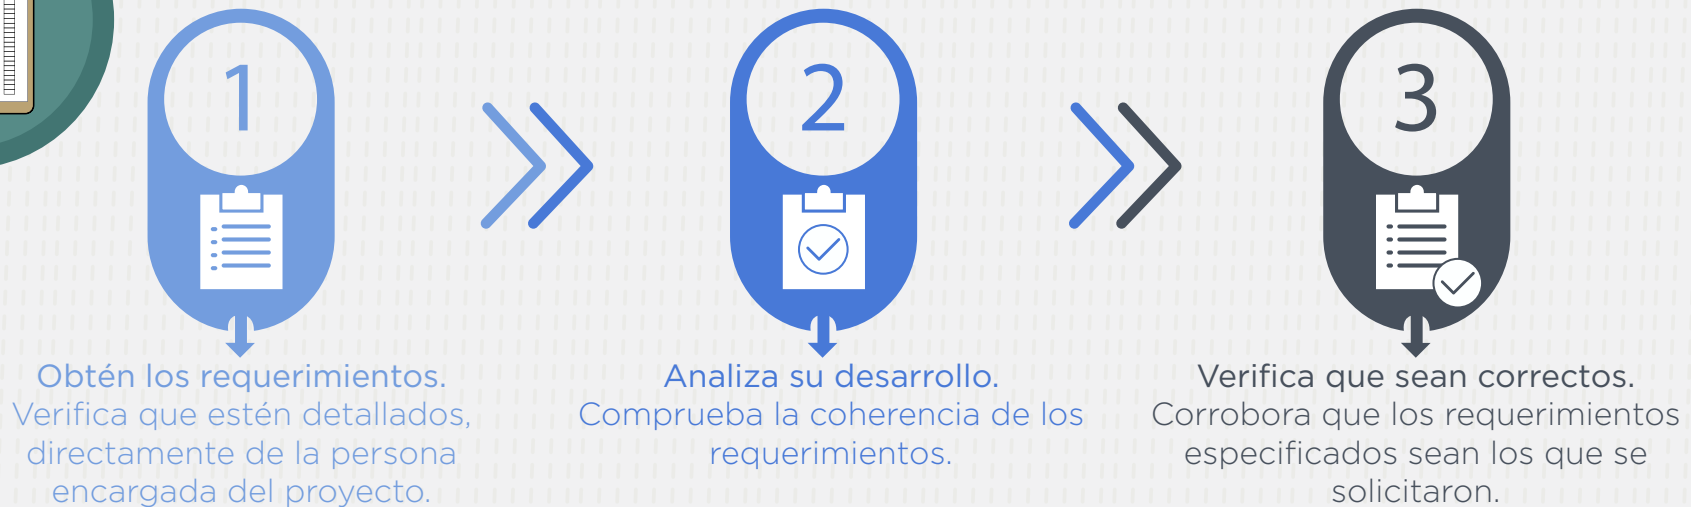 1
Obtén los requerimientos.
Verifica que estén detallados,
directamente de la persona
encargada del proyecto.
2
Analiza su desarrollo.
Comprueba la coherencia de los
requerimientos.
3
Verifica que sean correctos.
Corrobora que los requerimientos
especificados sean los que se
solicitaron.